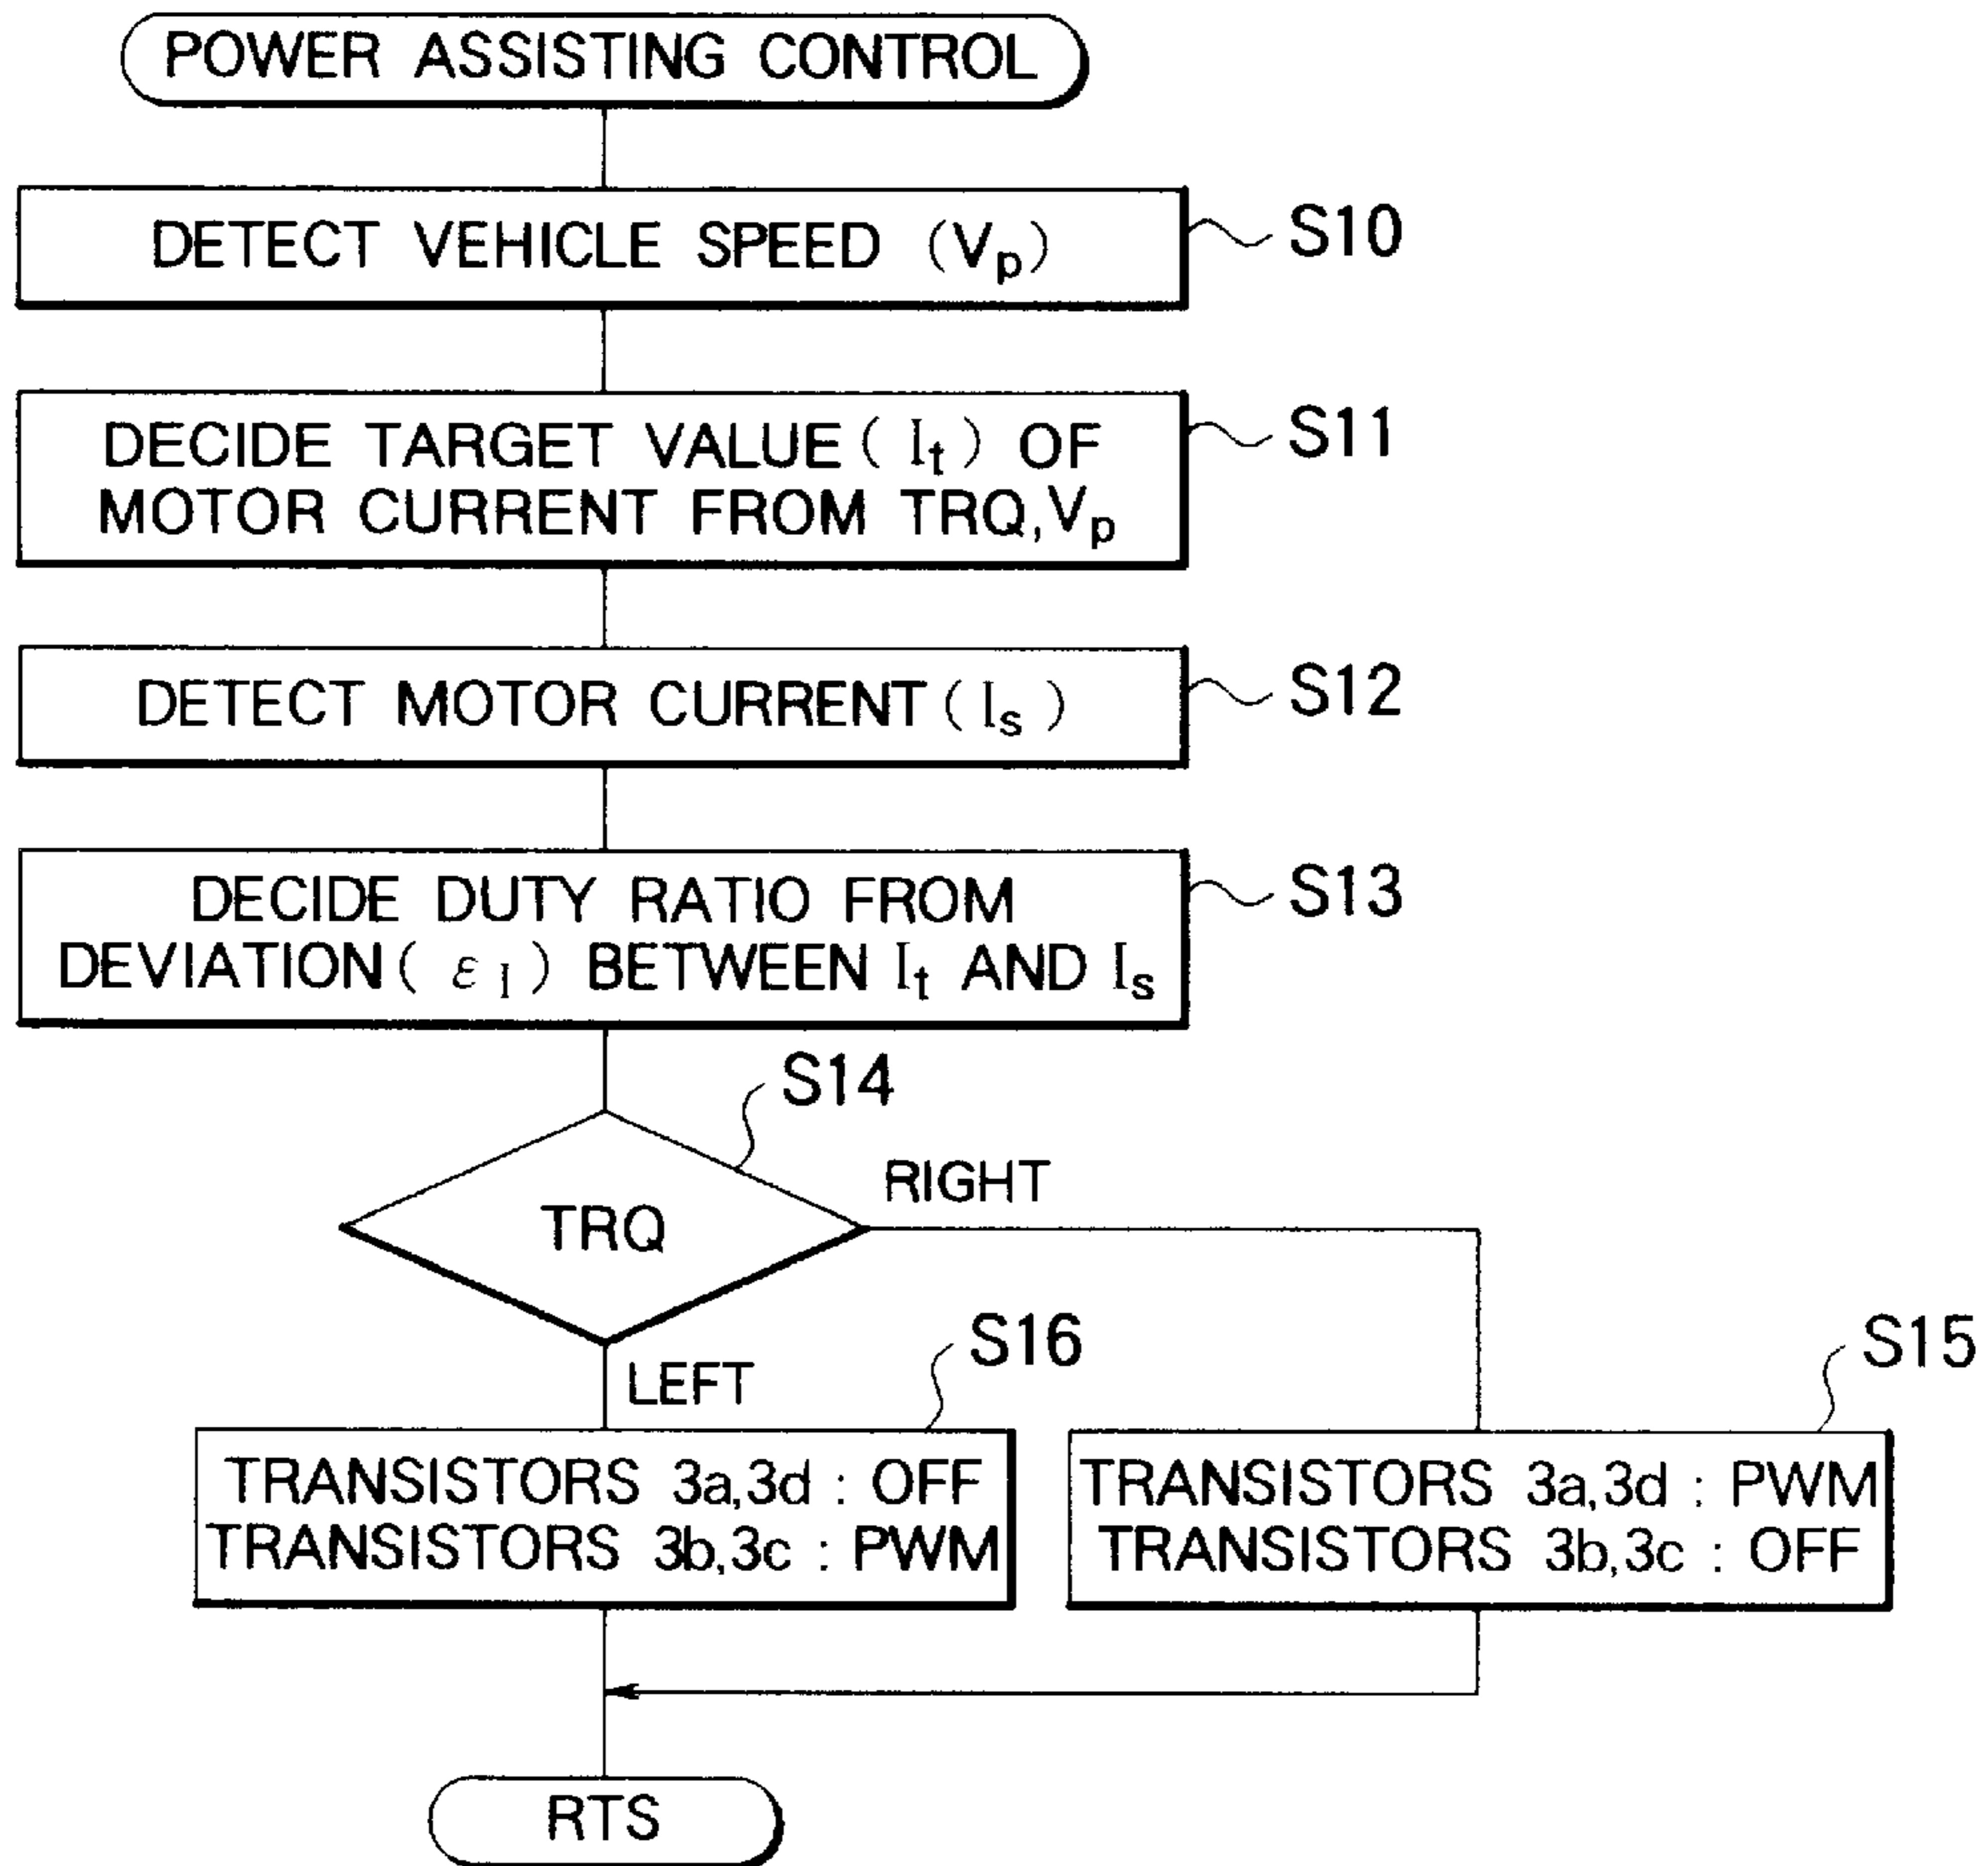 POWER ASSISTING CONTROL
DETECT VEHICLE SPEED (Vp)
S10
DECIDE TARGET VALUE (It) OF
MOTOR CURRENT FROM TRQ,Vp
S11
DETECT MOTOR CURRENT (Is)
S12
DECIDE DUTY RATIO FROM
DEVIATION (εI) BETWEEN It AND Is
S13
S14
TRQ
RIGHT
LEFT
S16
TRANSISTORS 3a,3d : OFF
TRANSISTORS 3b,3c : PWM
S15
TRANSISTORS 3a,3d : PWM
TRANSISTORS 3b,3c : OFF
RTS